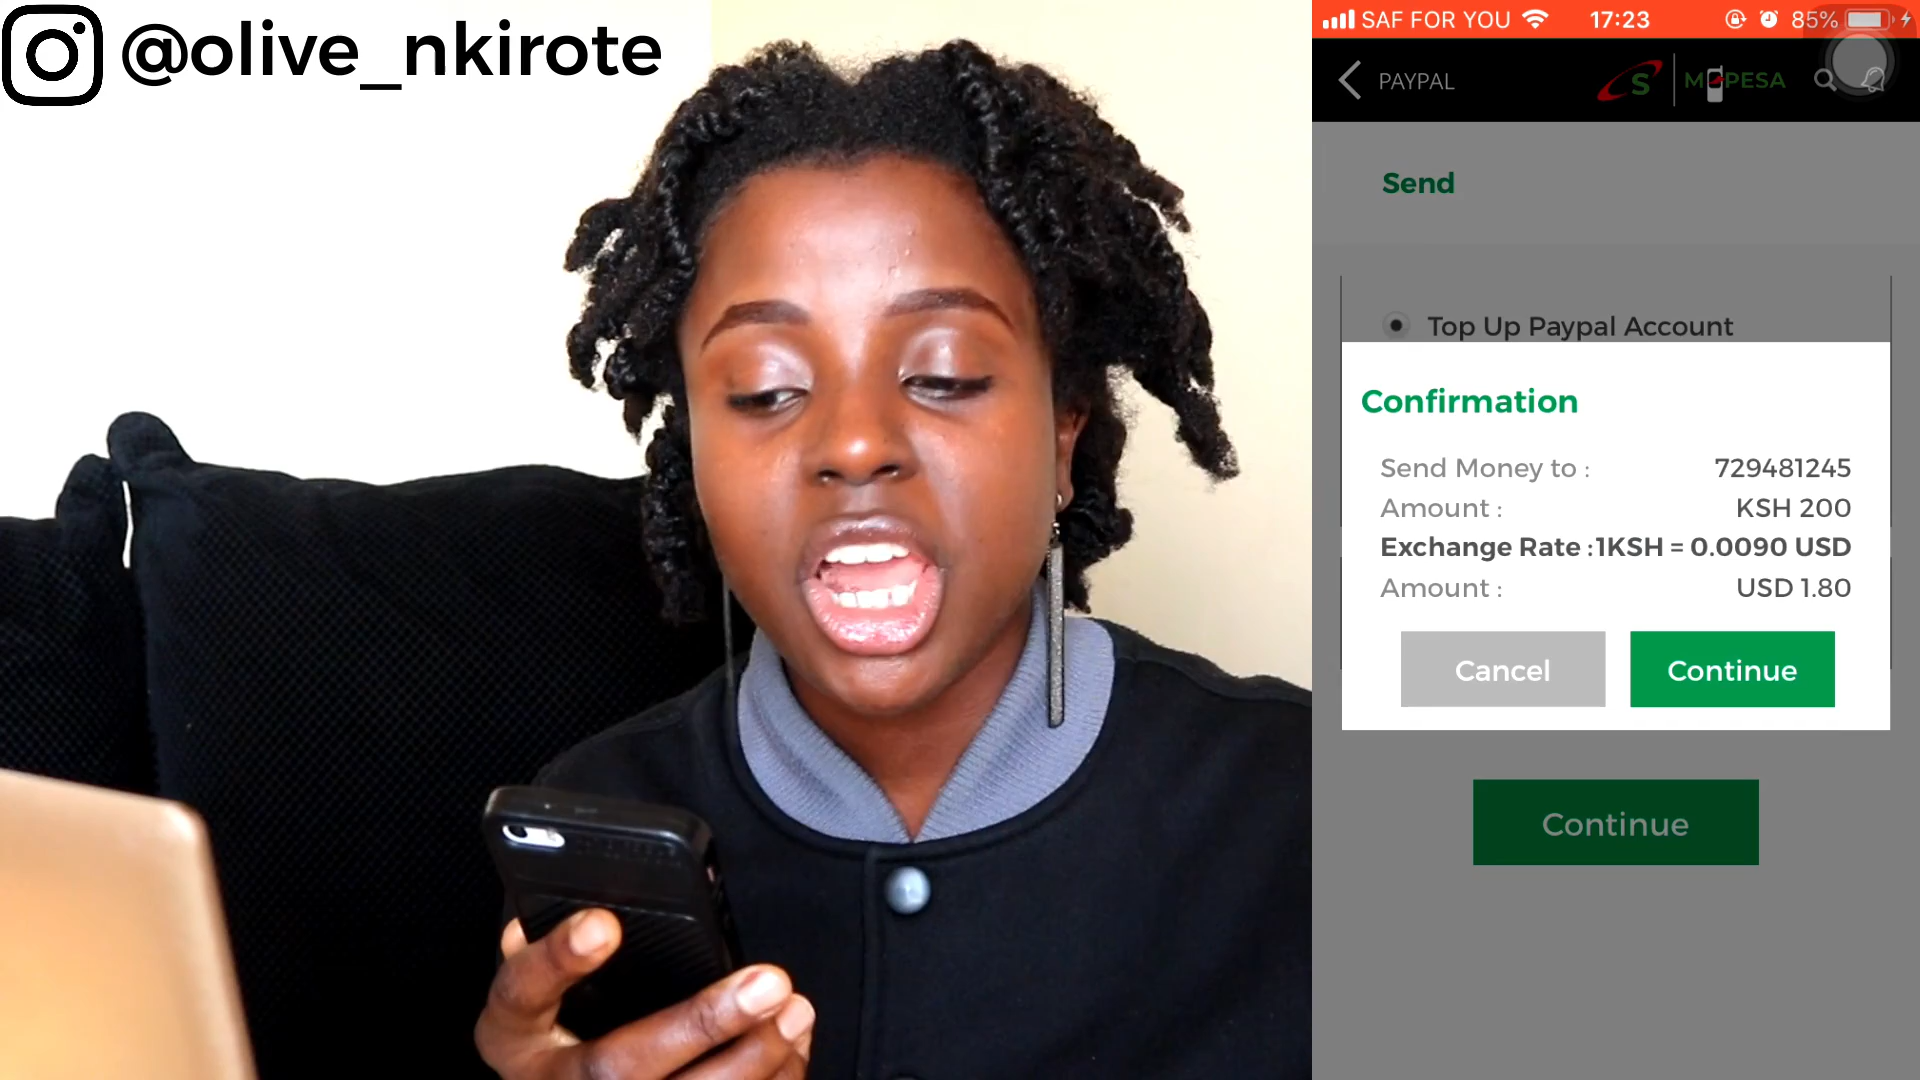 @olive_nkirote
SAF FOR YOU 17:23 85%
PAYPAL S M-PESA
Send
Top Up Paypal Account
Confirmation
Send Money to : 729481245
Amount : KSH 200
Exchange Rate :1KSH = 0.0090 USD
Amount : USD 1.80
Cancel Continue
Continue